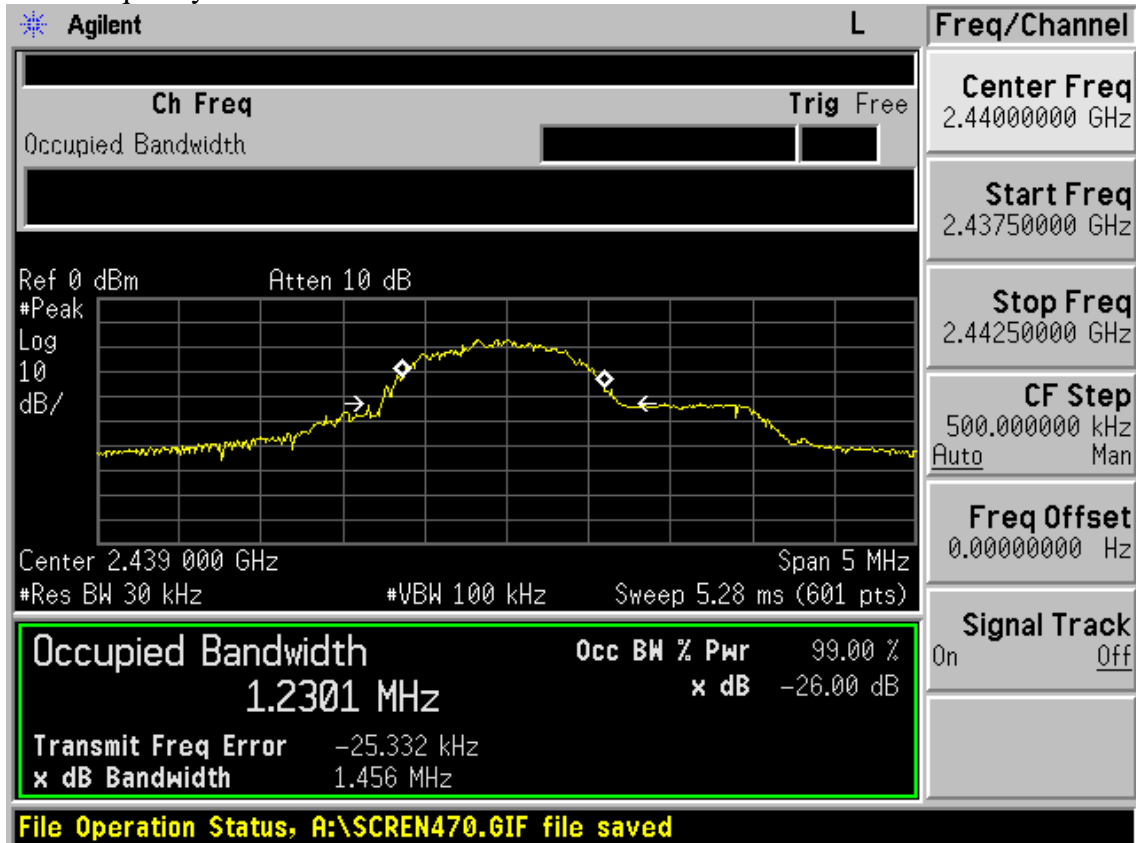 Agilent L Freq/Channel
Ch Freq Trig Free
Occupied Bandwidth
Center Freq
2.44000000 GHz
Start Freq
2.43750000 GHz
Stop Freq
2.44250000 GHz
CF Step
500.000000 kHz
Auto Man
Freq Offset
0.00000000 Hz
Signal Track
On Off
Ref 0 dBm Atten 10 dB
#Peak
Log
10
dB/
Center 2.439 000 GHz Span 5 MHz
#Res BW 30 kHz #VBW 100 kHz Sweep 5.28 ms (601 pts)
Occupied Bandwidth Occ BW % Pwr 99.00 %
1.2301 MHz x dB -26.00 dB
Transmit Freq Error -25.332 kHz
x dB Bandwidth 1.456 MHz
File Operation Status, A:\SCREN470.GIF file saved